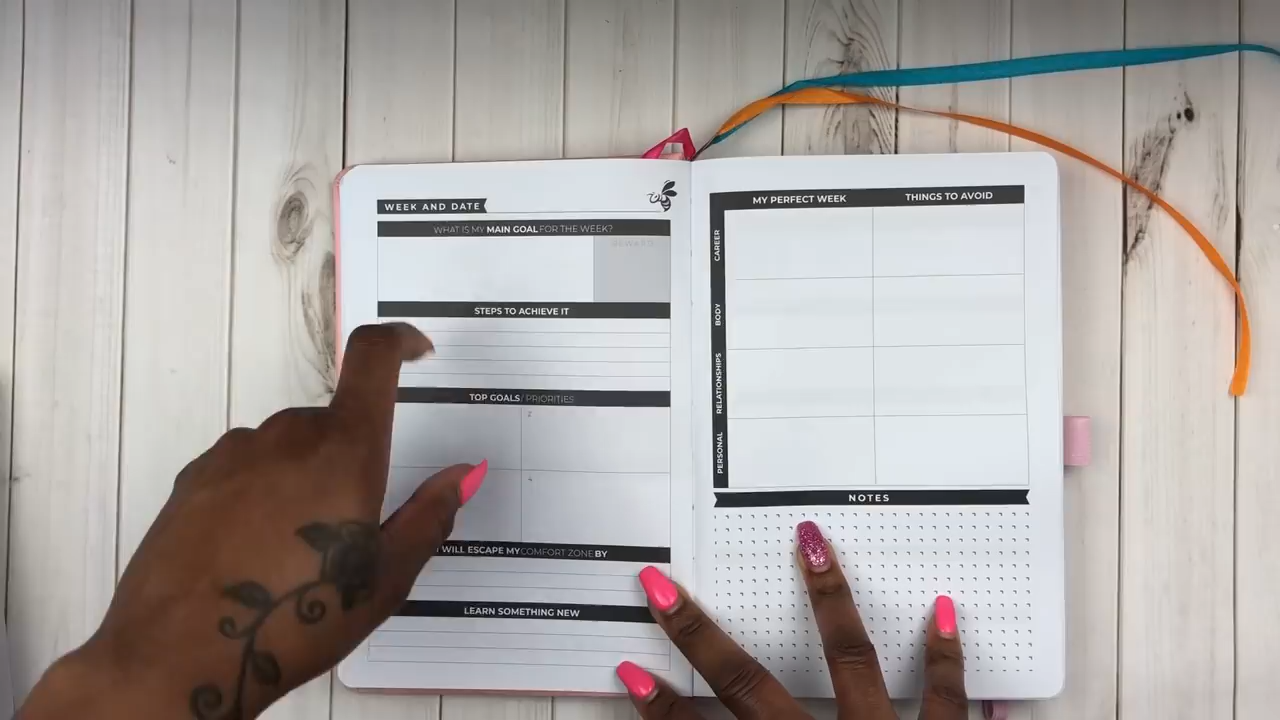 WEEK AND DATE
WHAT IS MY MAIN GOAL FOR THE WEEK?
REWARD
STEPS TO ACHIEVE IT
TOP GOALS / PRIORITIES
2
4
I WILL ESCAPE MY COMFORT ZONE BY
LEARN SOMETHING NEW
MY PERFECT WEEK THINGS TO AVOID
CAREER
BODY
RELATIONSHIPS
PERSONAL
NOTES